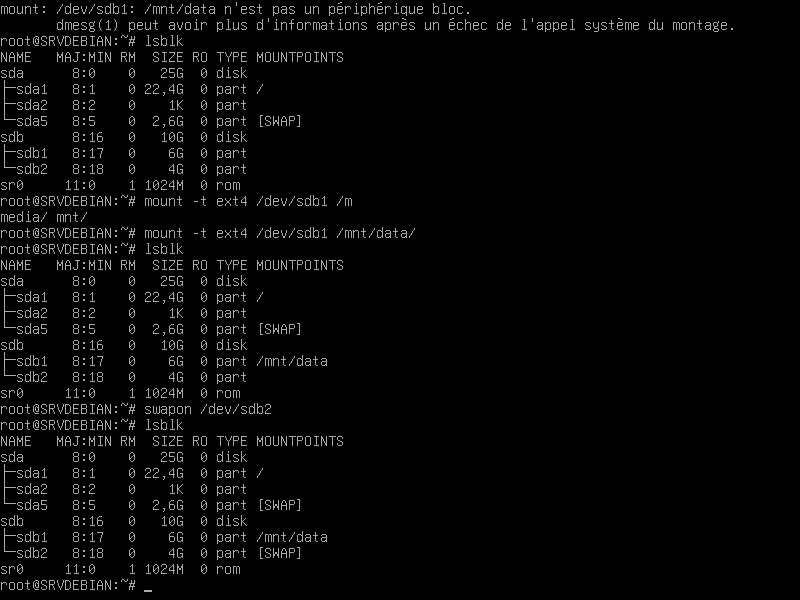 mount: /dev/sdb1: /mnt/data n'est pas un périphérique bloc.
       dmesg(1) peut avoir plus d'informations après un échec de l'appel système du montage.
root@SRVDEBIAN:~# lsblk
NAME   MAJ:MIN RM  SIZE RO TYPE MOUNTPOINTS
sda      8:0    0   25G  0 disk
├─sda1   8:1    0 22,4G  0 part /
├─sda2   8:2    0    1K  0 part
└─sda5   8:5    0  2,6G  0 part [SWAP]
sdb      8:16   0   10G  0 disk
├─sdb1   8:17   0    6G  0 part
└─sdb2   8:18   0    4G  0 part
sr0     11:0    1 1024M  0 rom
root@SRVDEBIAN:~# mount -t ext4 /dev/sdb1 /m
media/ mnt/
root@SRVDEBIAN:~# mount -t ext4 /dev/sdb1 /mnt/data/
root@SRVDEBIAN:~# lsblk
NAME   MAJ:MIN RM  SIZE RO TYPE MOUNTPOINTS
sda      8:0    0   25G  0 disk
├─sda1   8:1    0 22,4G  0 part /
├─sda2   8:2    0    1K  0 part
└─sda5   8:5    0  2,6G  0 part [SWAP]
sdb      8:16   0   10G  0 disk
├─sdb1   8:17   0    6G  0 part /mnt/data
└─sdb2   8:18   0    4G  0 part
sr0     11:0    1 1024M  0 rom
root@SRVDEBIAN:~# swapon /dev/sdb2
root@SRVDEBIAN:~# lsblk
NAME   MAJ:MIN RM  SIZE RO TYPE MOUNTPOINTS
sda      8:0    0   25G  0 disk
├─sda1   8:1    0 22,4G  0 part /
├─sda2   8:2    0    1K  0 part
└─sda5   8:5    0  2,6G  0 part [SWAP]
sdb      8:16   0   10G  0 disk
├─sdb1   8:17   0    6G  0 part /mnt/data
└─sdb2   8:18   0    4G  0 part [SWAP]
sr0     11:0    1 1024M  0 rom
root@SRVDEBIAN:~# _